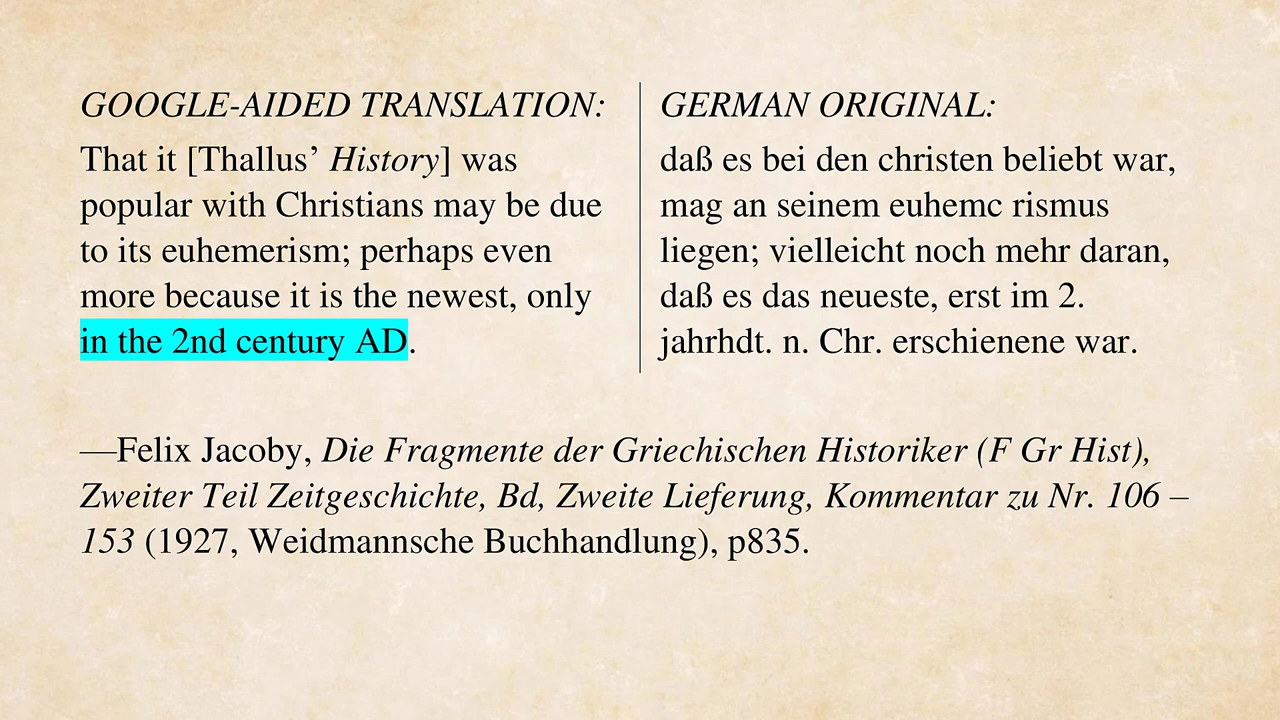 GOOGLE-AIDED TRANSLATION:
That it [Thallus’ History] was
popular with Christians may be due
to its euhemerism; perhaps even
more because it is the newest, only
in the 2nd century AD.
GERMAN ORIGINAL:
daß es bei den christen beliebt war,
mag an seinem euhemc rismus
liegen; vielleicht noch mehr daran,
daß es das neueste, erst im 2.
jahrhdt. n. Chr. erschienene war.
—Felix Jacoby, Die Fragmente der Griechischen Historiker (F Gr Hist),
Zweiter Teil Zeitgeschichte, Bd, Zweite Lieferung, Kommentar zu Nr. 106 –
153 (1927, Weidmannsche Buchhandlung), p835.